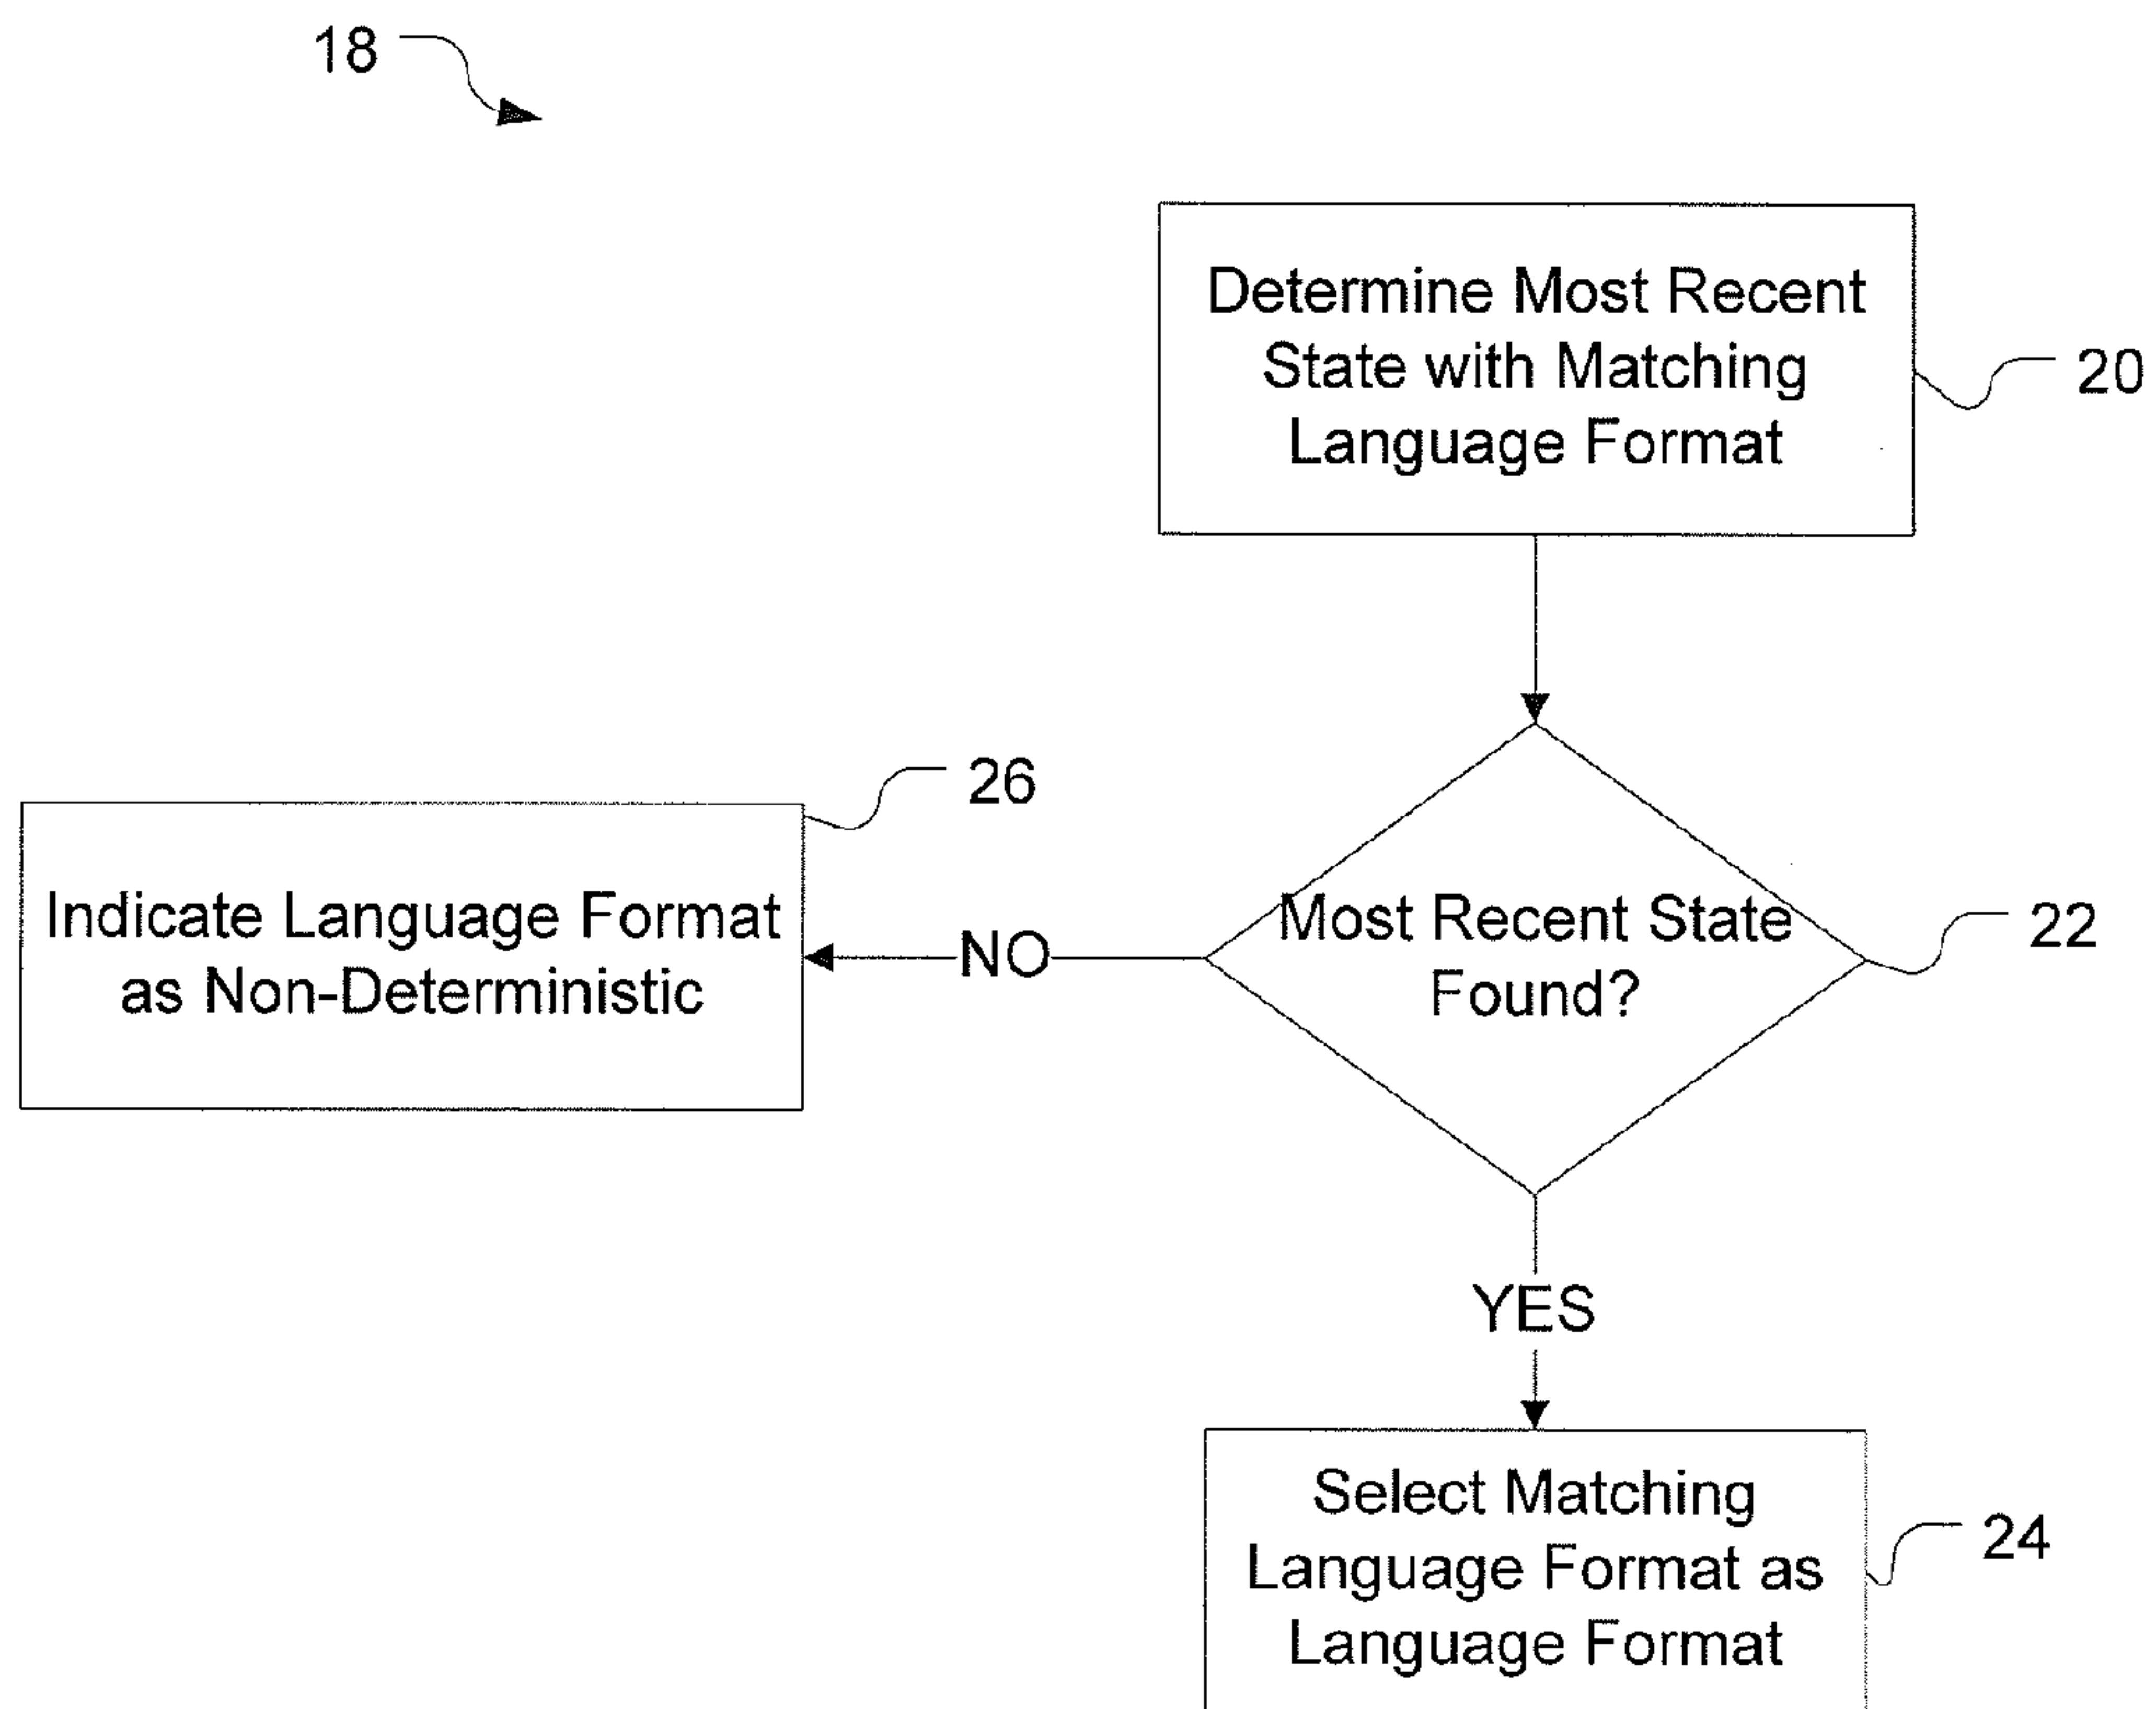 18
Determine Most Recent
State with Matching
Language Format
20
26
Indicate Language Format
as Non-Deterministic
NO
Most Recent State
Found?
22
YES
Select Matching
Language Format as
Language Format
24